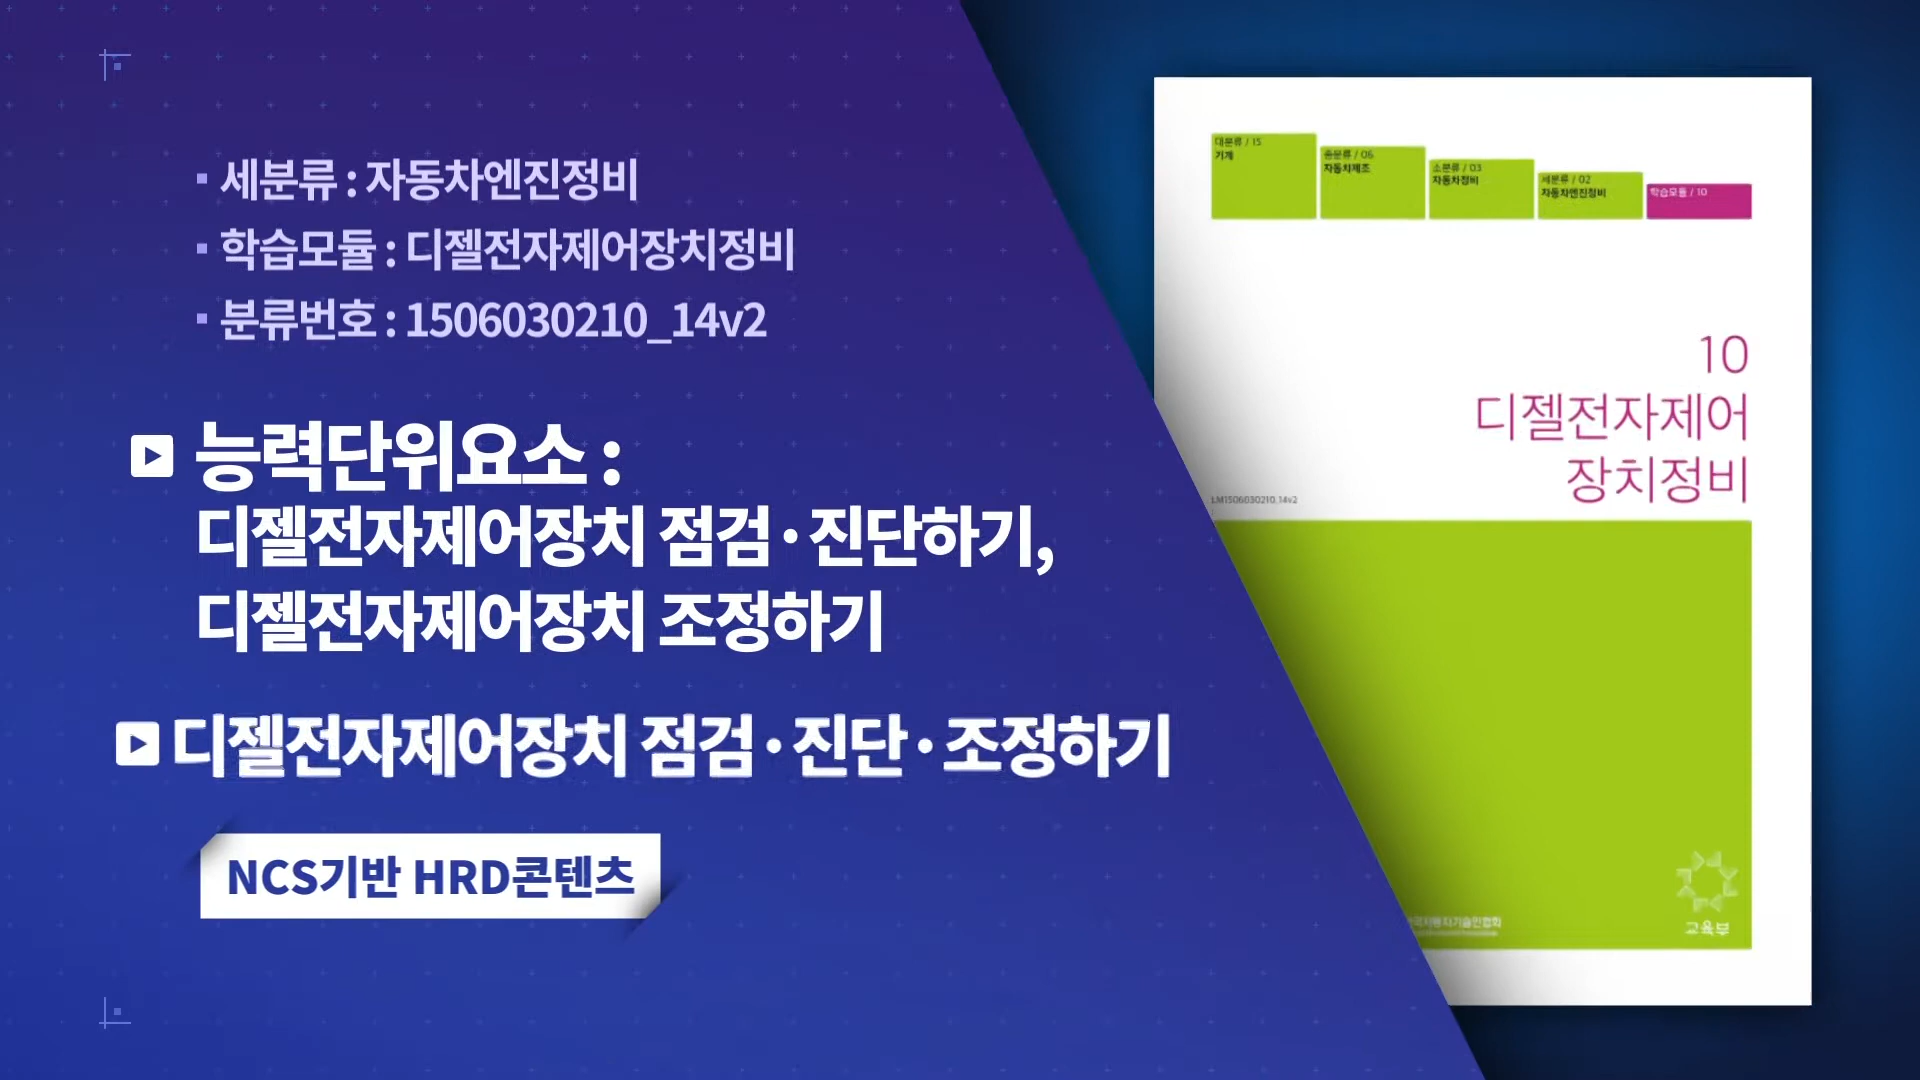 세분류 : 자동차엔진정비
학습모듈 : 디젤전자제어장치정비
분류번호 : 1506030210_14v2
능력단위요소 :
디젤전자제어장치 점검·진단하기,
디젤전자제어장치 조정하기
디젤전자제어장치 점검·진단·조정하기
NCS기반 HRD콘텐츠
대분류 / 15
기계
중분류 / 06
자동차제조
소분류 / 03
자동차정비
세분류 / 02
자동차엔진정비
학습모듈 / 10
10
디젤전자제어
장치정비
LM1506030210_14v2
교육부